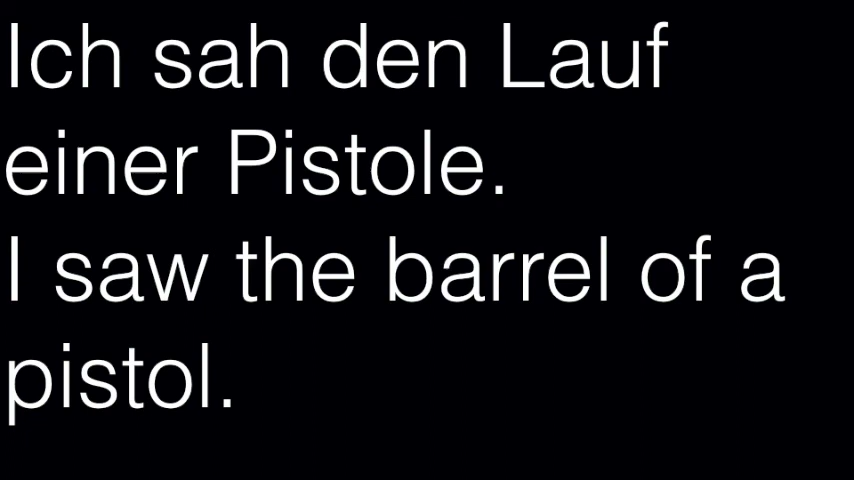 Ich sah den Lauf
einer Pistole.
I saw the barrel of a
pistol.